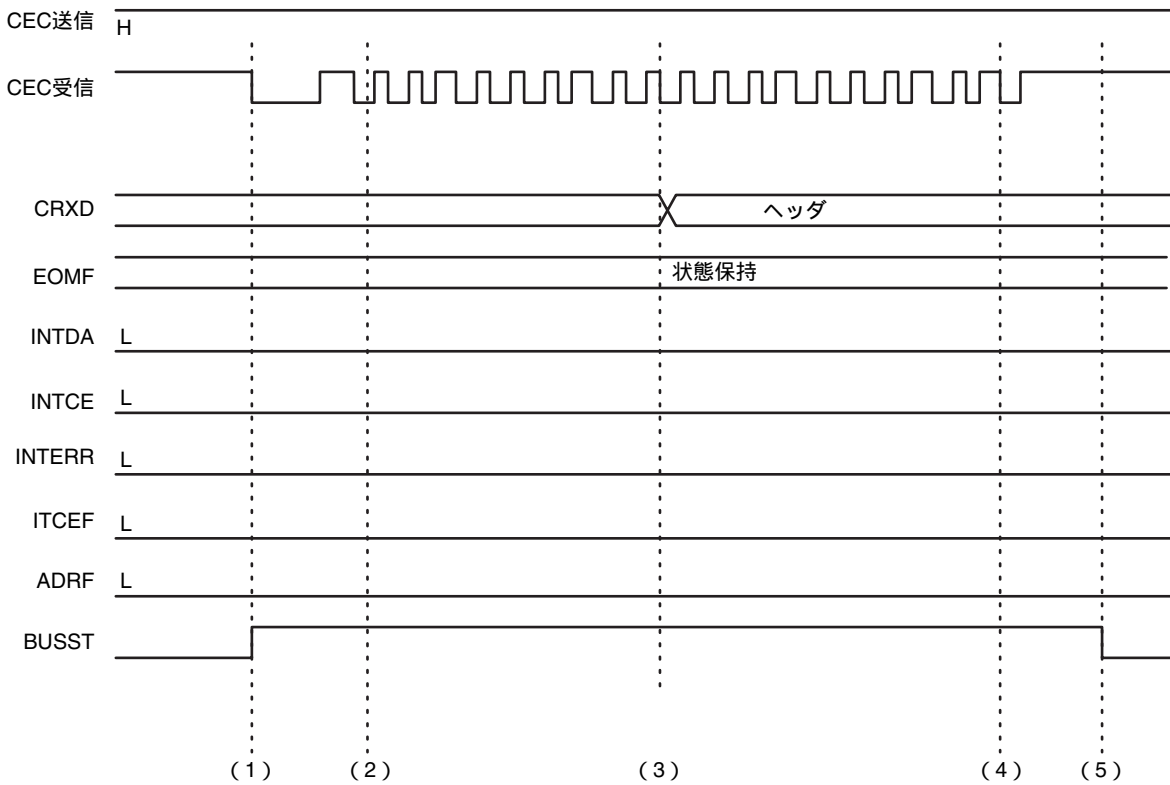 CEC送信 H
CEC受信
CRXD ヘッダ
EOMF 状態保持
INTDA L
INTCE L
INTERR L
ITCEF L
ADRF L
BUSST
（1） （2） （3） （4） （5）